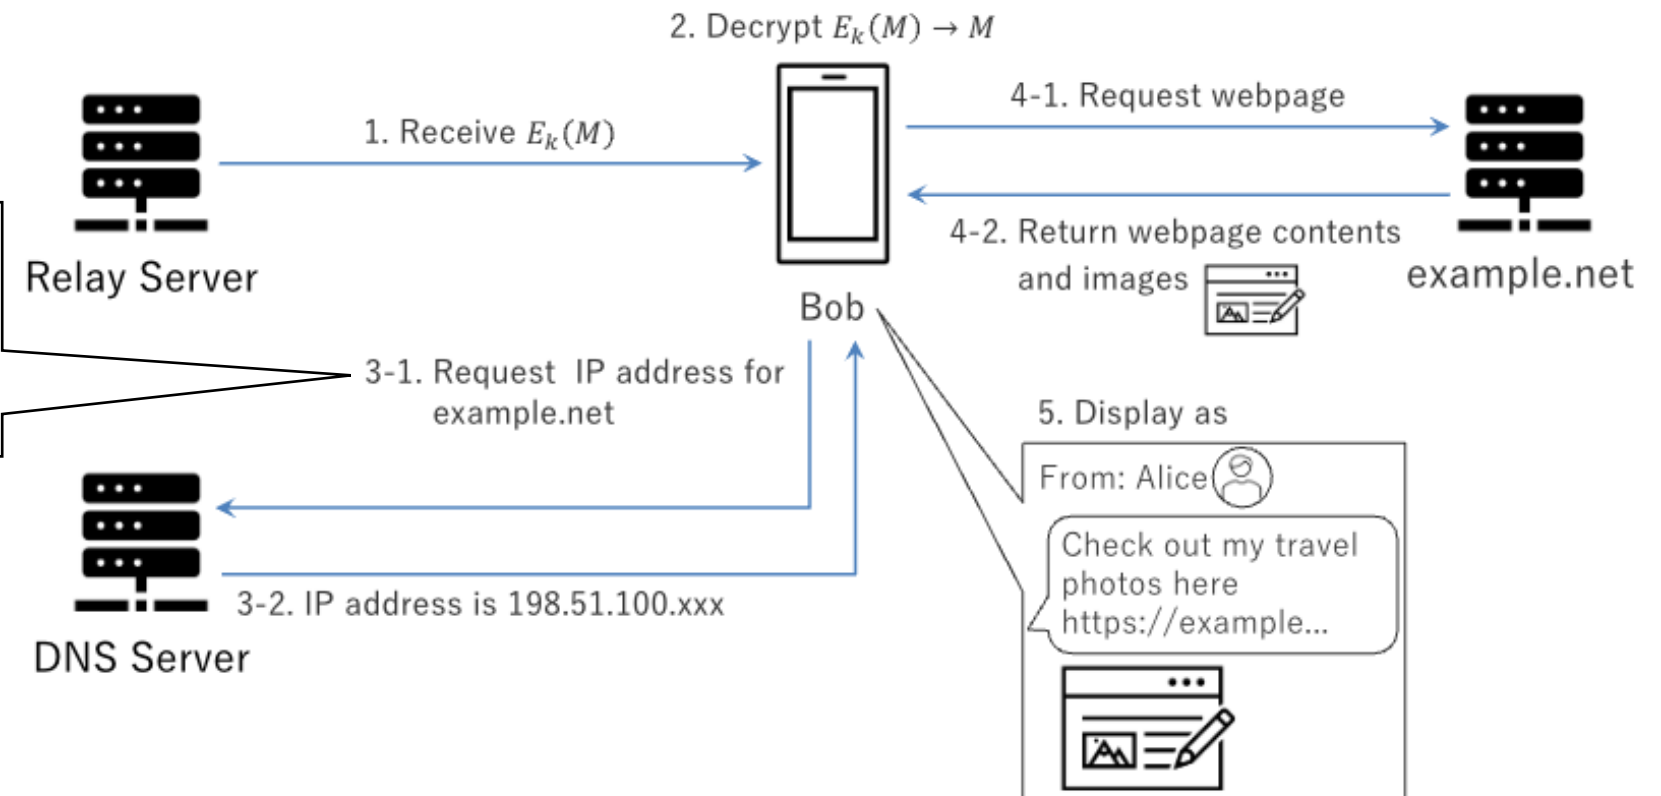 2. Decrypt E_k(M) → M
1. Receive E_k(M)
Relay Server
Bob
4-1. Request webpage
4-2. Return webpage contents
and images
example.net
3-1. Request IP address for
example.net
3-2. IP address is 198.51.100.xxx
DNS Server
5. Display as
From: Alice
Check out my travel
photos here
https://example...